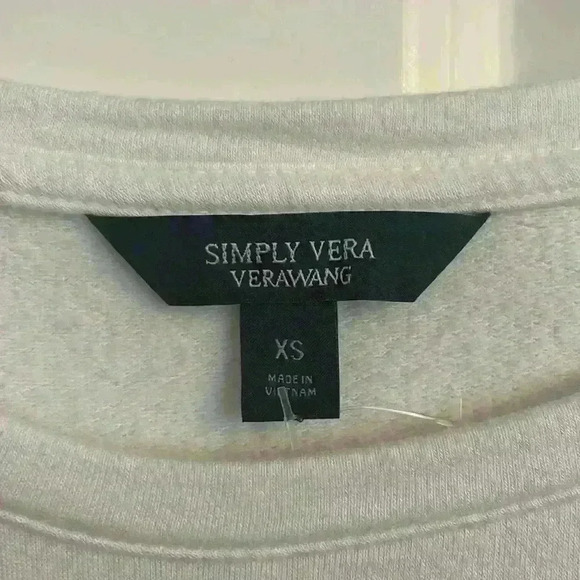 SIMPLY VERA
VERAWANG
XS
MADE IN
VIETNAM